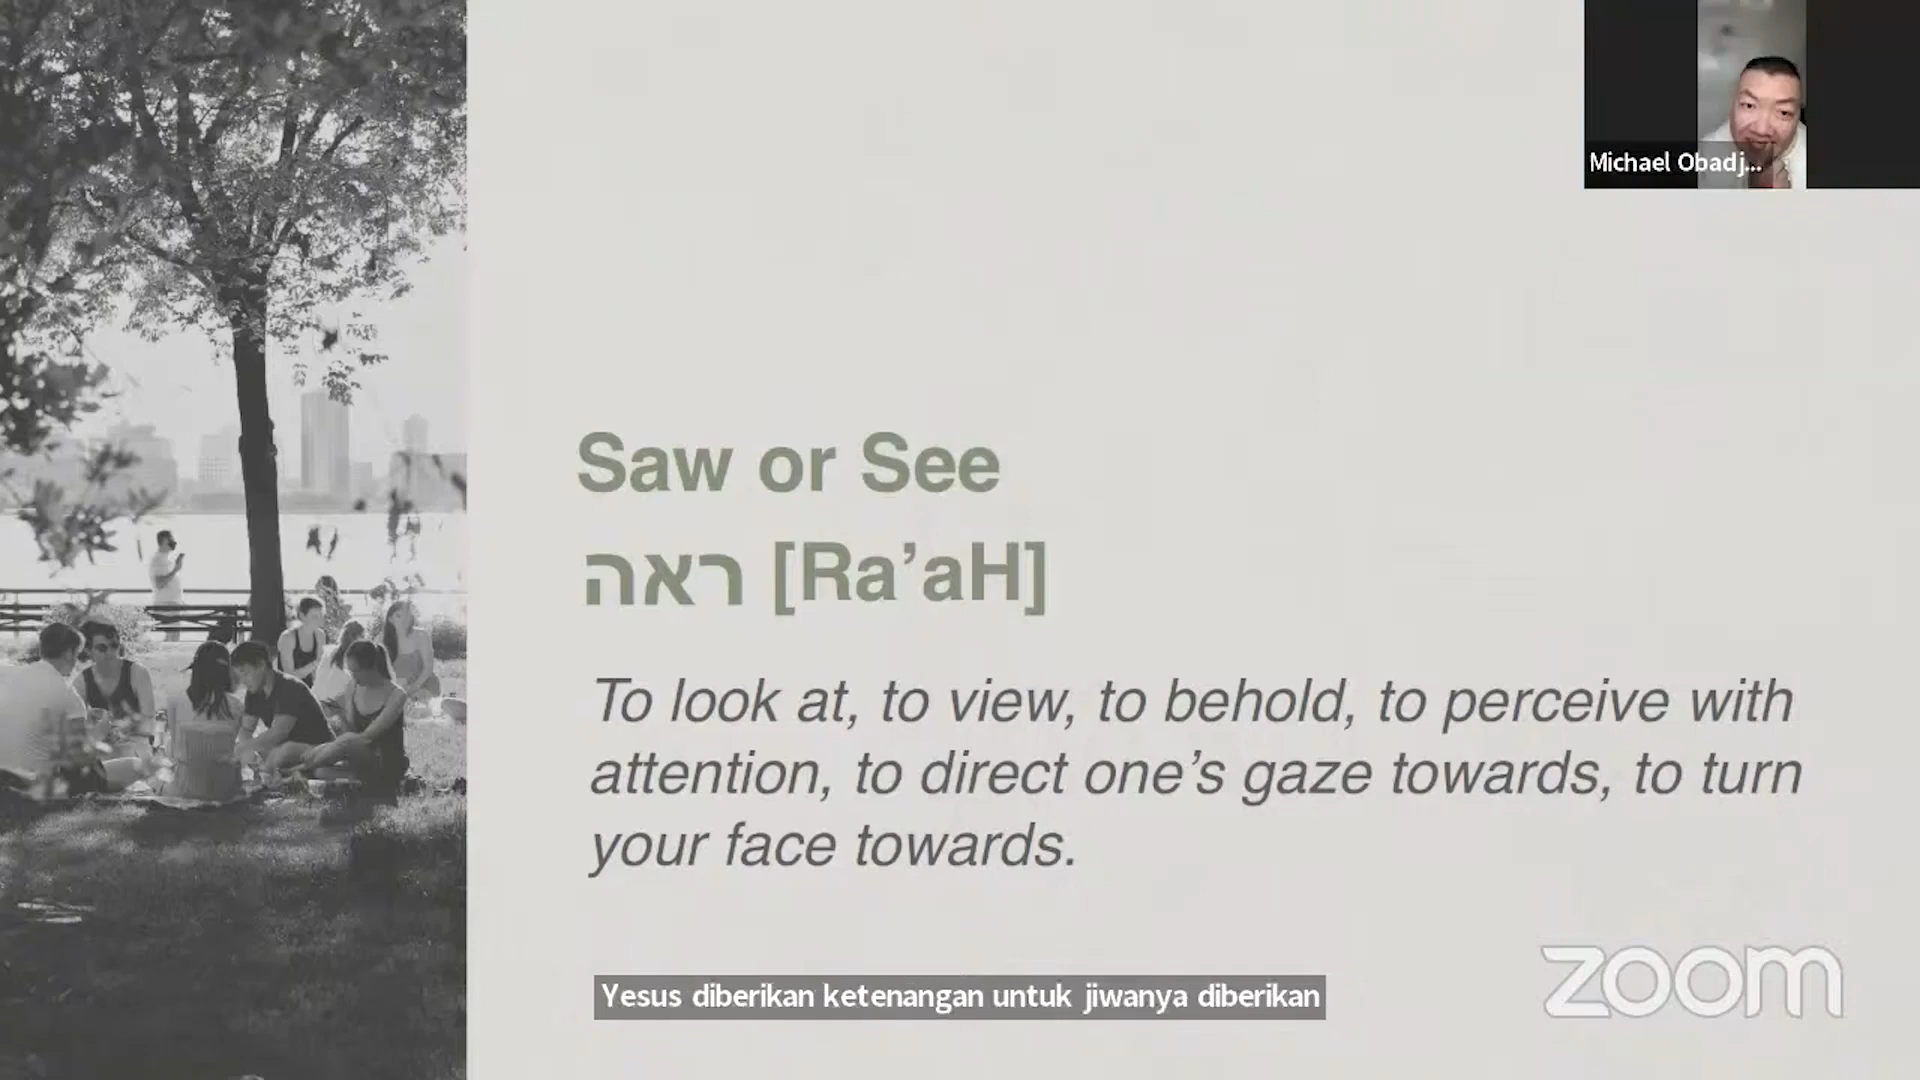 Michael Obadj...
Saw or See
ראה [Ra’aH]
To look at, to view, to behold, to perceive with
attention, to direct one’s gaze towards, to turn
your face towards.
Yesus diberikan ketenangan untuk jiwanya diberikan
zoom